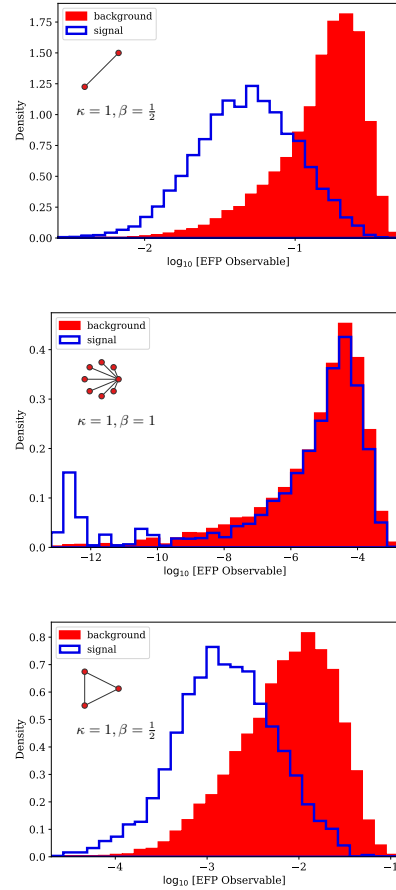 background
signal
κ = 1, β = 1/2
Density
0.00
0.25
0.50
0.75
1.00
1.25
1.50
1.75
−2
−1
log₁₀ [EFP Observable]
background
signal
κ = 1, β = 1
Density
0.0
0.1
0.2
0.3
0.4
−12
−10
−8
−6
−4
log₁₀ [EFP Observable]
background
signal
κ = 1, β = 1/2
Density
0.0
0.1
0.2
0.3
0.4
0.5
0.6
0.7
0.8
−4
−3
−2
−1
log₁₀ [EFP Observable]